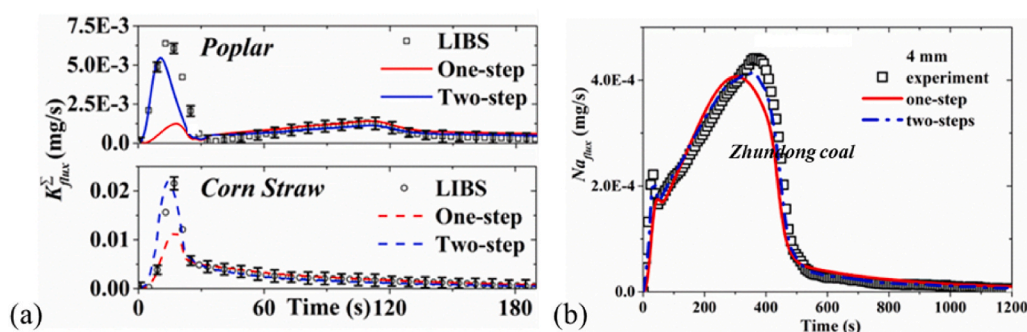 7.5E-3
Poplar
LIBS
5.0E-3
One-step
2.5E-3
Two-step
0.0
K^Σ_flux (mg/s)
0.02
Corn Straw
LIBS
One-step
0.01
Two-step
0.00
0 60 120 180
Time (s)
(a)
4 mm
experiment
one-step
two-steps
4.0E-4
Zhundong coal
2.0E-4
0.0
Na_flux (mg/s)
0 200 400 600 800 1000 1200
Time (s)
(b)